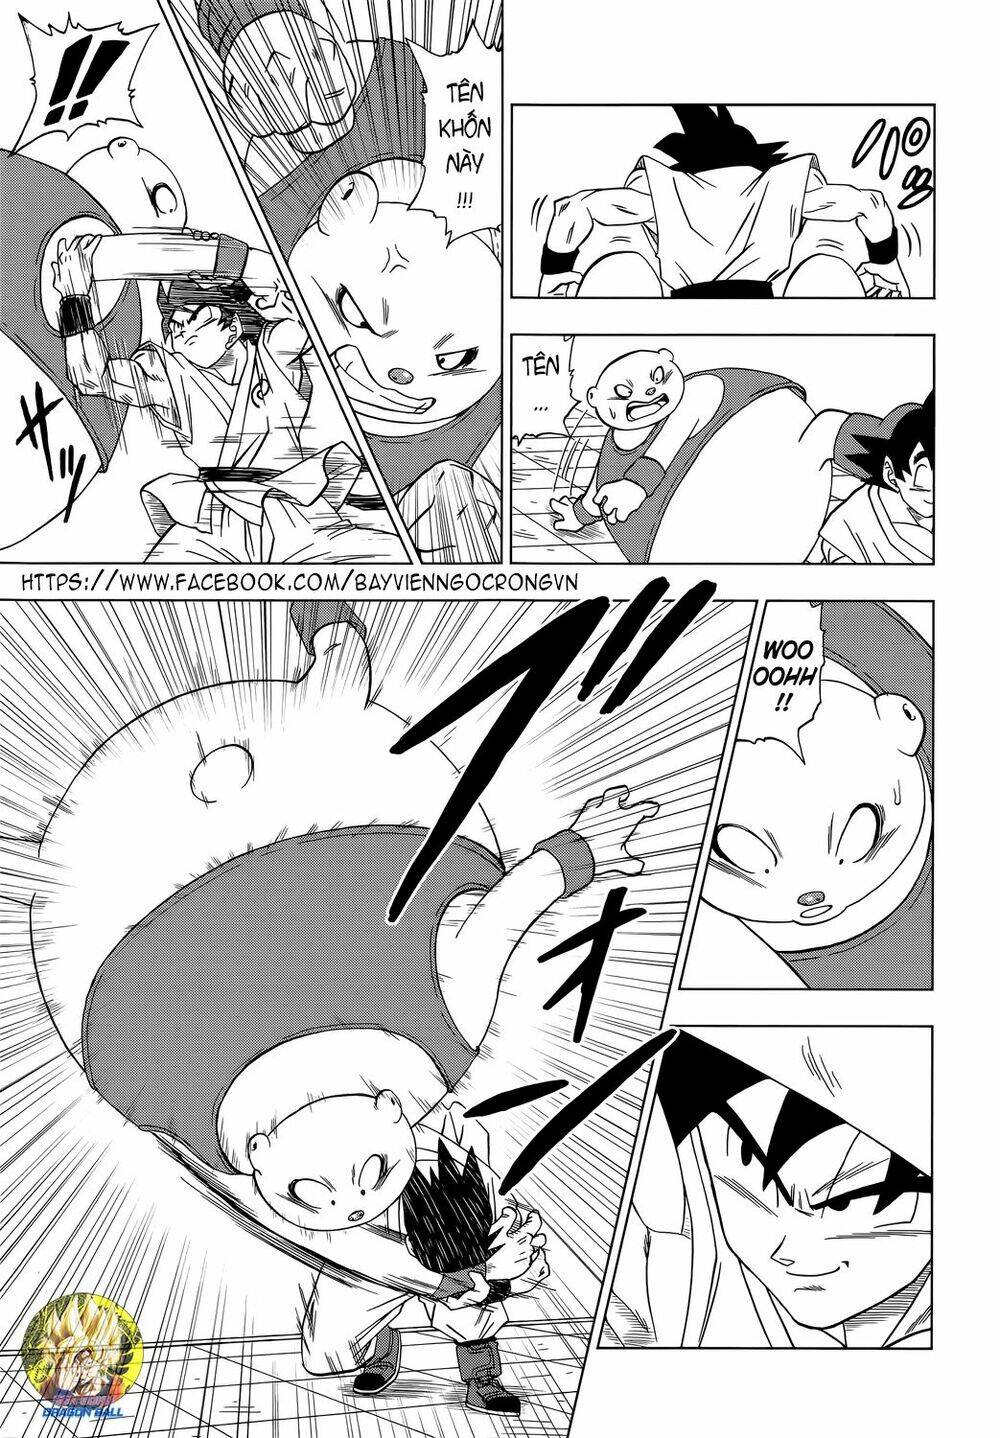 TÊN
...
TÊN
KHỐN
NÀY
!!!
!!
HTTPS://WWW.FACEBOOK.COM/BAYVIENNGOCRONGVN
WOO
OOHH
!!
DRAGON BALL